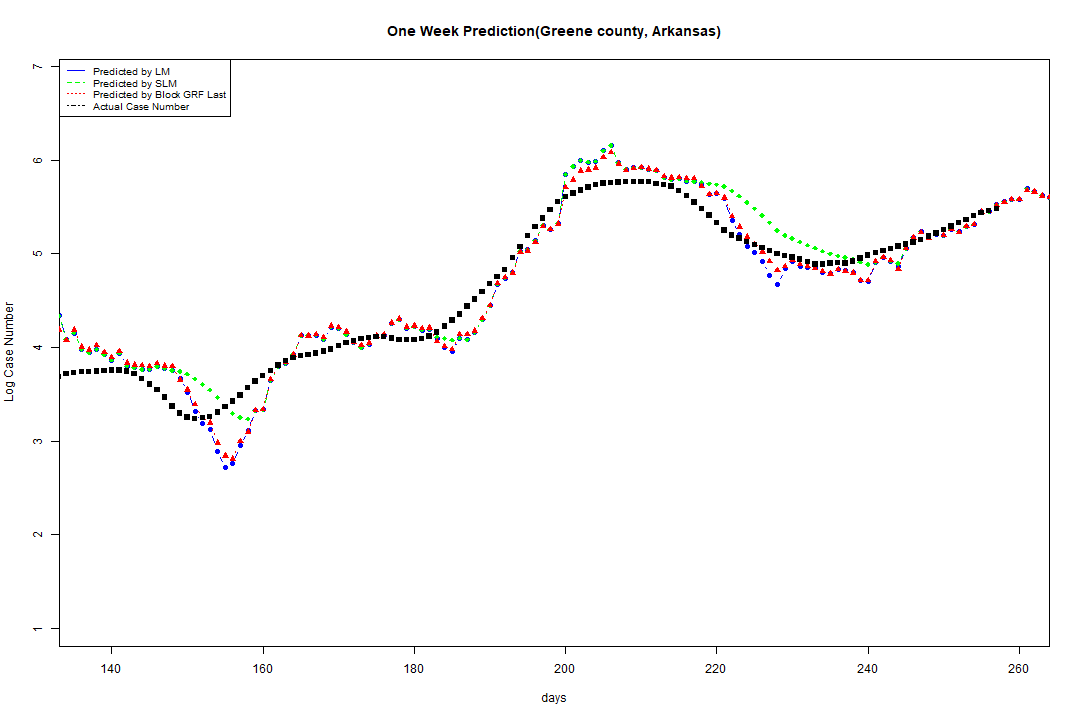 One Week Prediction(Greene county, Arkansas)
Predicted by LM
Predicted by SLM
Predicted by Block GRF Last
Actual Case Number
7
6
5
4
3
2
1
Log Case Number
140 160 180 200 220 240 260
days